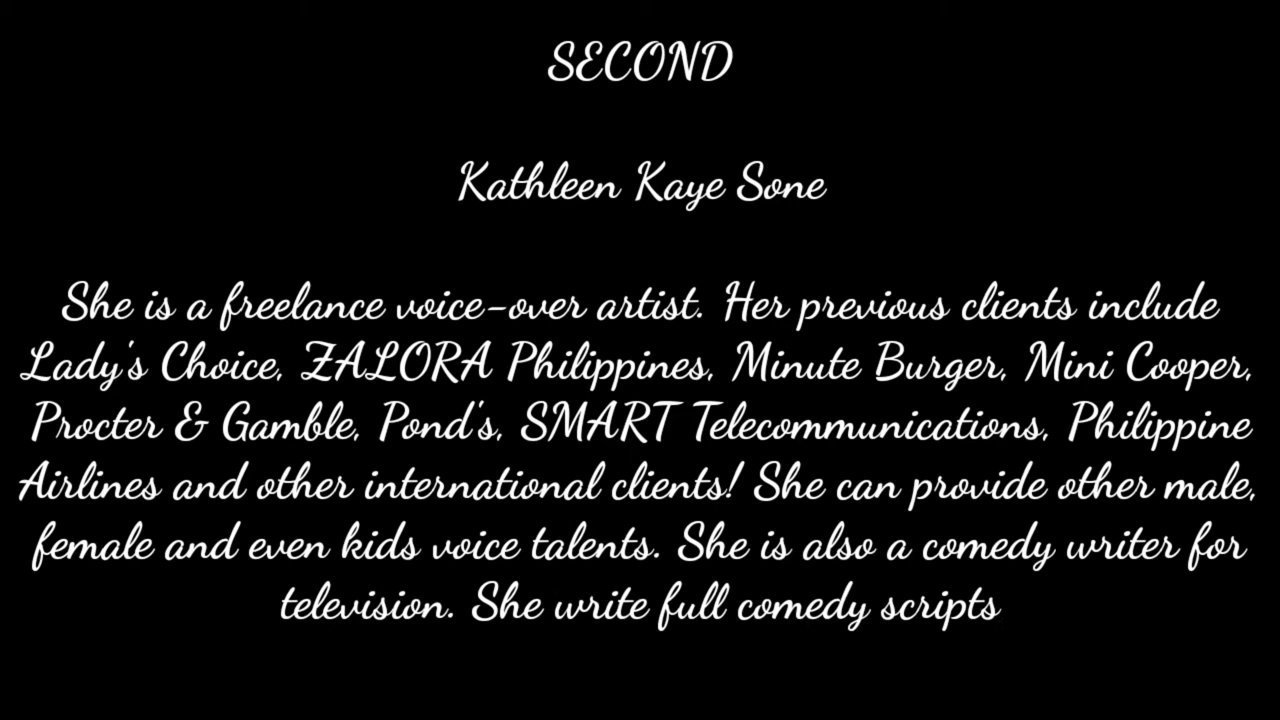 SECOND
Kathleen Kaye Sone
She is a freelance voice-over artist. Her previous clients include
Lady's Choice, ZALORA Philippines, Minute Burger, Mini Cooper,
Procter & Gamble, Pond's, SMART Telecommunications, Philippine
Airlines and other international clients! She can provide other male,
female and even kids voice talents. She is also a comedy writer for
television. She write full comedy scripts